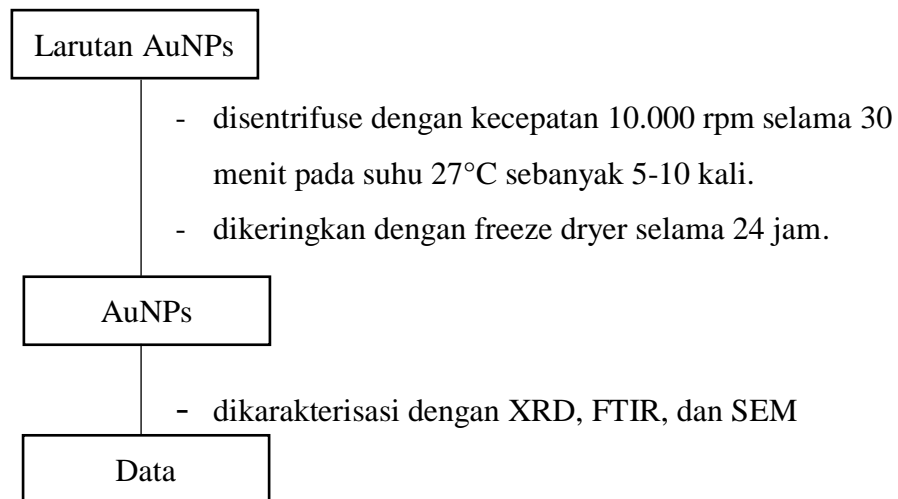 Larutan AuNPs
- disentrifuse dengan kecepatan 10.000 rpm selama 30
menit pada suhu 27°C sebanyak 5-10 kali.
- dikeringkan dengan freeze dryer selama 24 jam.
AuNPs
- dikarakterisasi dengan XRD, FTIR, dan SEM
Data